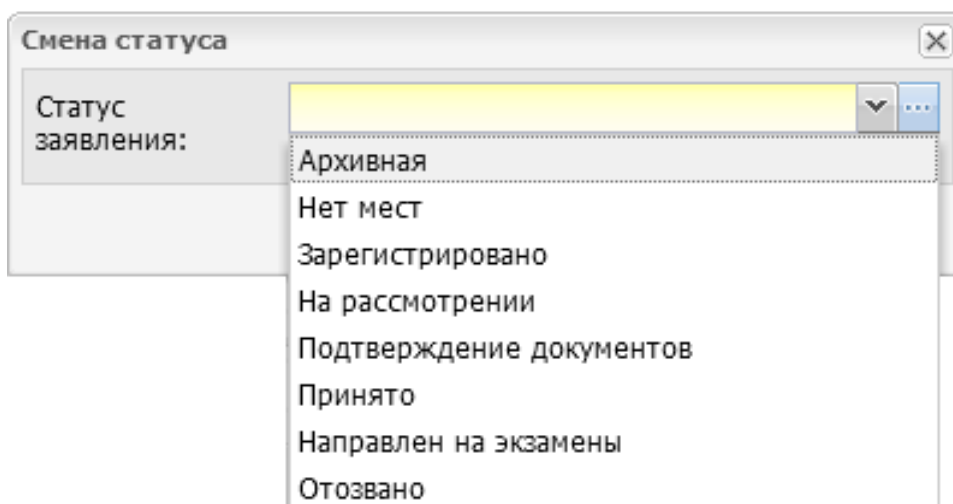 Смена статуса
Статус
заявления:
Архивная
Нет мест
Зарегистрировано
На рассмотрении
Подтверждение документов
Принято
Направлен на экзамены
Отозвано